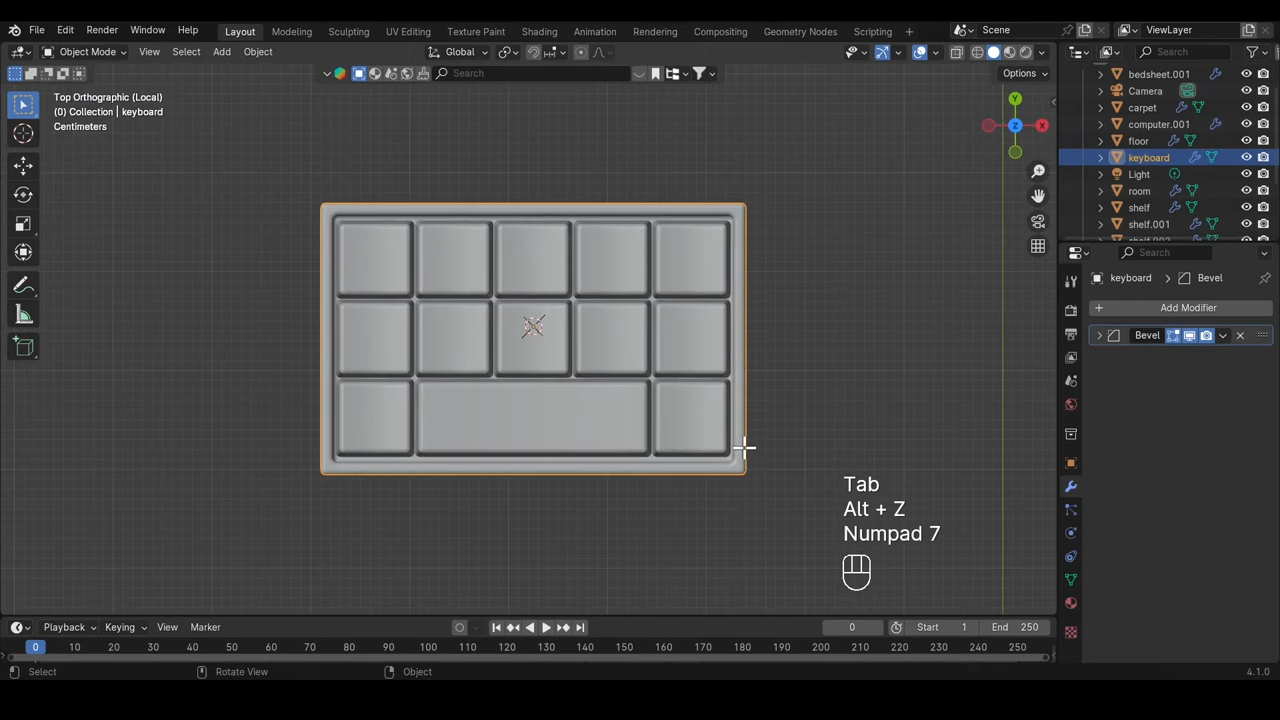 File Edit Render Window Help Layout Modeling Sculpting UV Editing Texture Paint Shading Animation Rendering Compositing Geometry Nodes Scripting Scene ViewLayer
Object Mode View Select Add Object Global Search
Search Options
Top Orthographic (Local)
(0) Collection | keyboard
Centimeters
Y
Z
X
bedsheet.001
Camera
carpet
computer.001
floor
keyboard
Light
room
shelf
shelf.001
Search
keyboard > Bevel
+ Add Modifier
Bevel
Tab
Alt + Z
Numpad 7
Playback Keying View Marker 0 Start 1 End 250
0 10 20 30 40 50 60 70 80 90 100 110 120 130 140 150 160 170 180 190 200 210 220 230 240 250
Select Rotate View Object 4.1.0